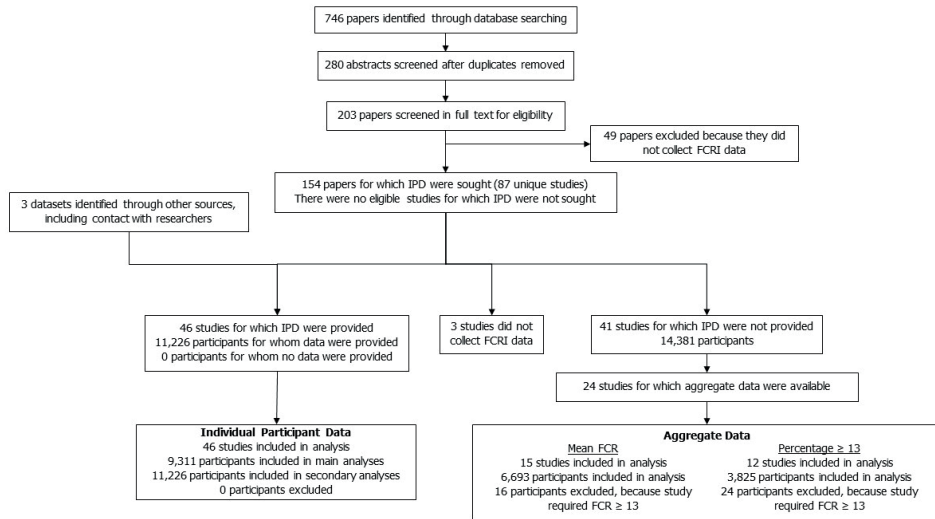 746 papers identified through database searching
280 abstracts screened after duplicates removed
203 papers screened in full text for eligibility
49 papers excluded because they did
not collect FCRI data
154 papers for which IPD were sought (87 unique studies)
There were no eligible studies for which IPD were not sought
3 datasets identified through other sources,
including contact with researchers
46 studies for which IPD were provided
11,226 participants for whom data were provided
0 participants for whom no data were provided
3 studies did not
collect FCRI data
41 studies for which IPD were not provided
14,381 participants
24 studies for which aggregate data were available
Individual Participant Data
46 studies included in analysis
9,311 participants included in main analyses
11,226 participants included in secondary analyses
0 participants excluded
Aggregate Data
Mean FCR
15 studies included in analysis
6,693 participants included in analysis
16 participants excluded, because study
required FCR ≥ 13
Percentage ≥ 13
12 studies included in analysis
3,825 participants included in analysis
24 participants excluded, because study
required FCR ≥ 13